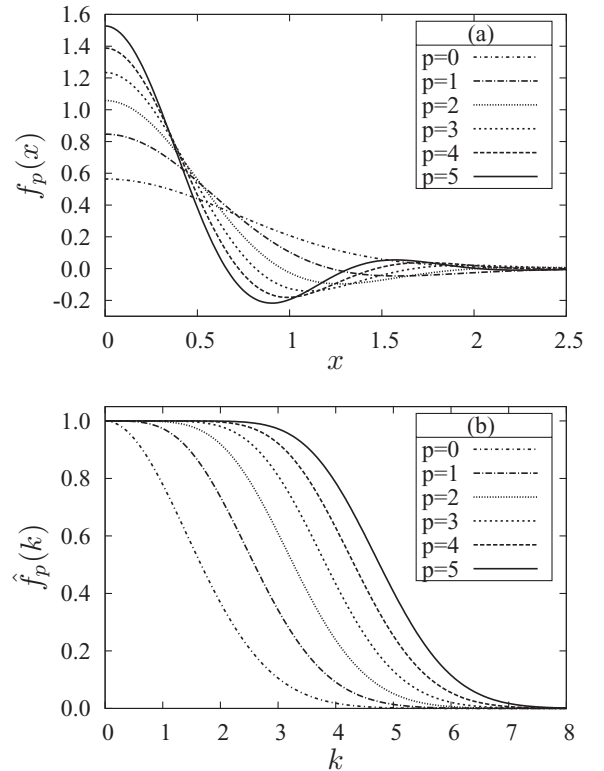 (a)
p=0
p=1
p=2
p=3
p=4
p=5
1.6
1.4
1.2
1.0
0.8
0.6
0.4
0.2
0.0
-0.2
f_p(x)
0 0.5 1 1.5 2 2.5
x
(b)
p=0
p=1
p=2
p=3
p=4
p=5
1.0
0.8
0.6
0.4
0.2
0.0
f̂_p(k)
0 1 2 3 4 5 6 7 8
k